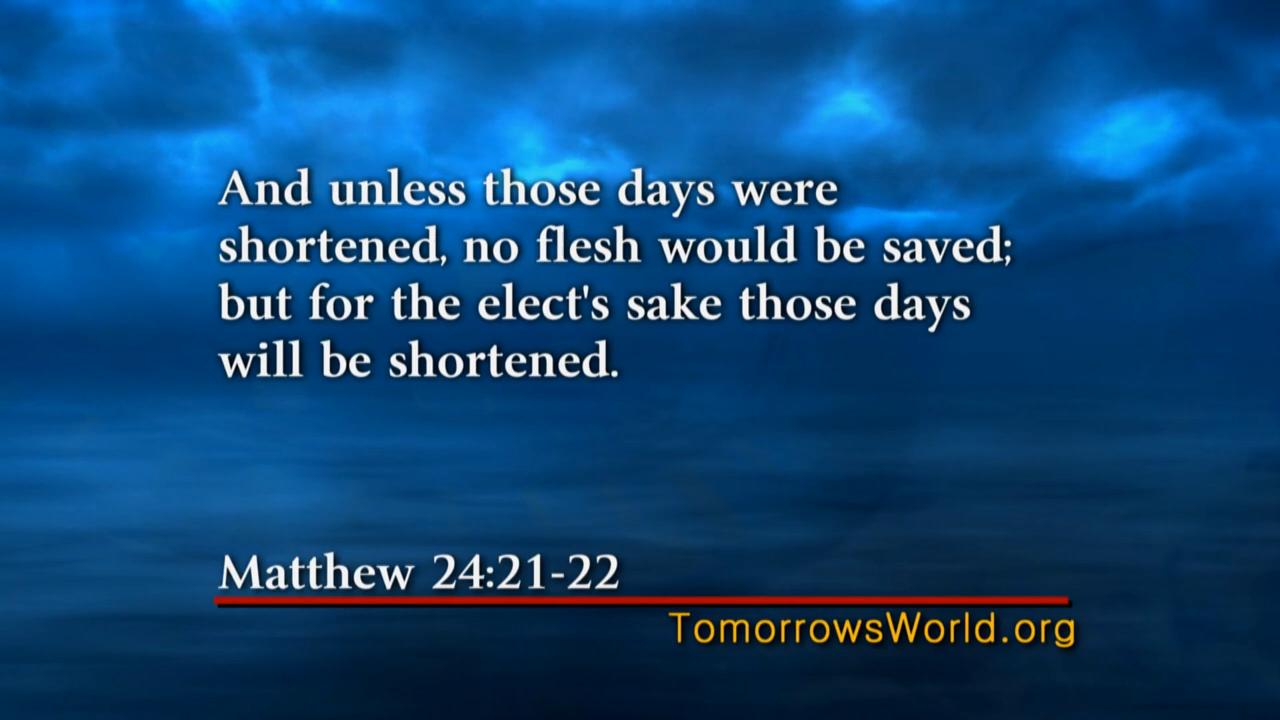 And unless those days were
shortened, no flesh would be saved;
but for the elect's sake those days
will be shortened.
Matthew 24:21-22
TomorrowsWorld.org